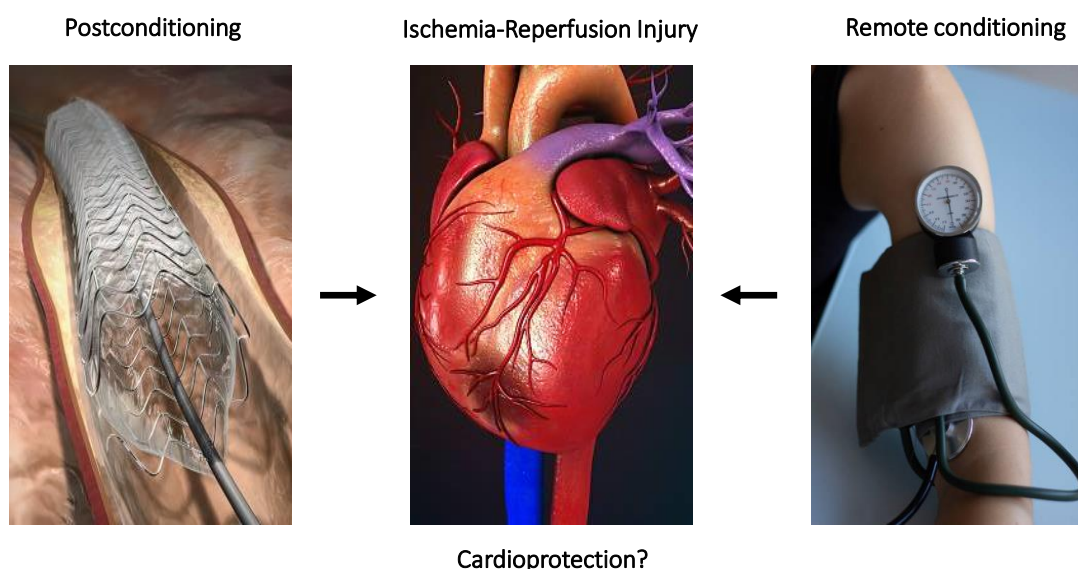 Postconditioning
Ischemia-Reperfusion Injury
Remote conditioning
Cardioprotection?